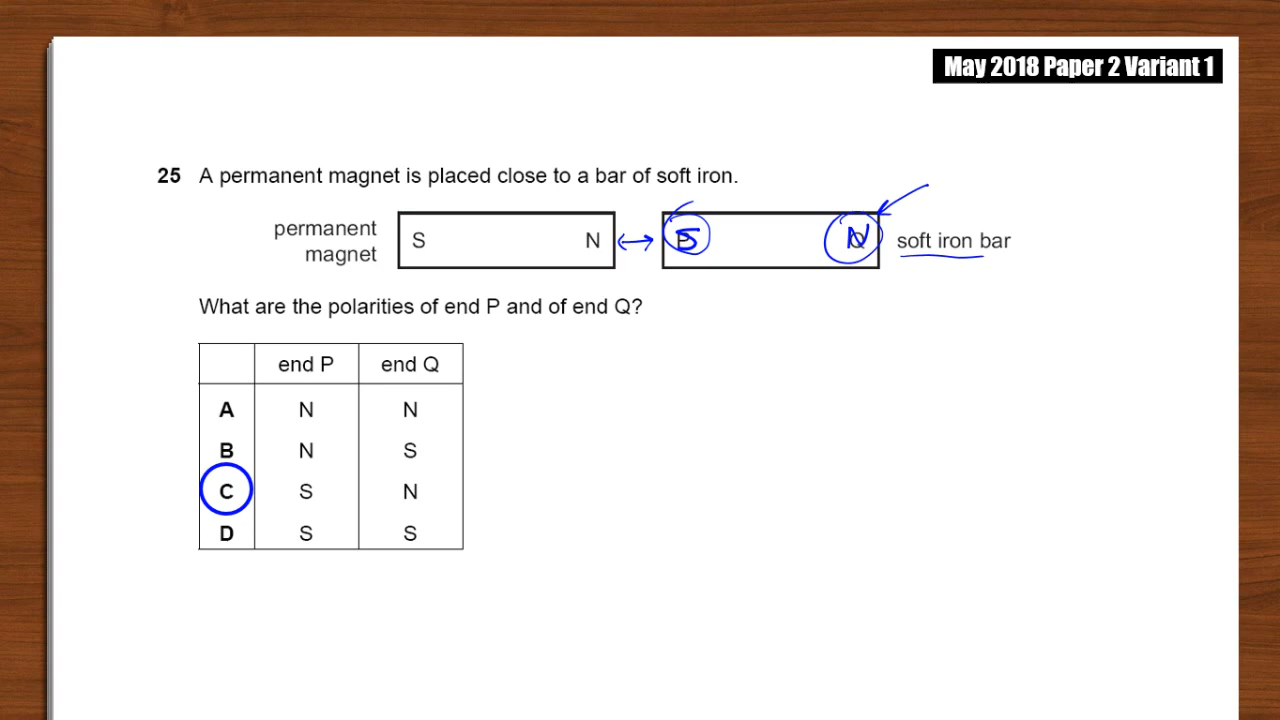 May 2018 Paper 2 Variant 1
25 A permanent magnet is placed close to a bar of soft iron.
permanent magnet
S N
S N
soft iron bar
What are the polarities of end P and of end Q?
end P end Q
A N N
B N S
C S N
D S S